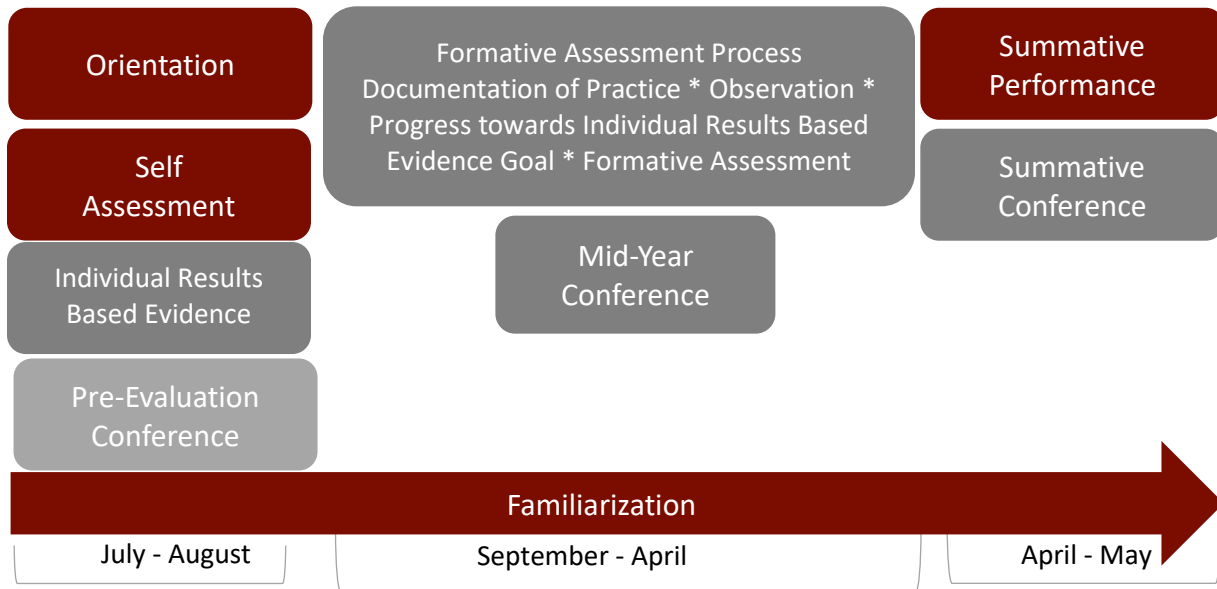 Orientation
Self
Assessment
Individual Results
Based Evidence
Pre-Evaluation
Conference
Formative Assessment Process
Documentation of Practice * Observation *
Progress towards Individual Results Based
Evidence Goal * Formative Assessment
Mid-Year
Conference
Summative
Performance
Summative
Conference
Familiarization
July - August
September - April
April - May